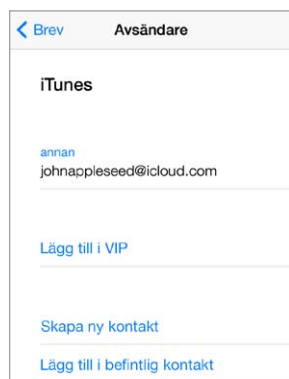 Brev Avsändare
iTunes
annan
johnappleseed@icloud.com
Lägg till i VIP
Skapa ny kontakt
Lägg till i befintlig kontakt